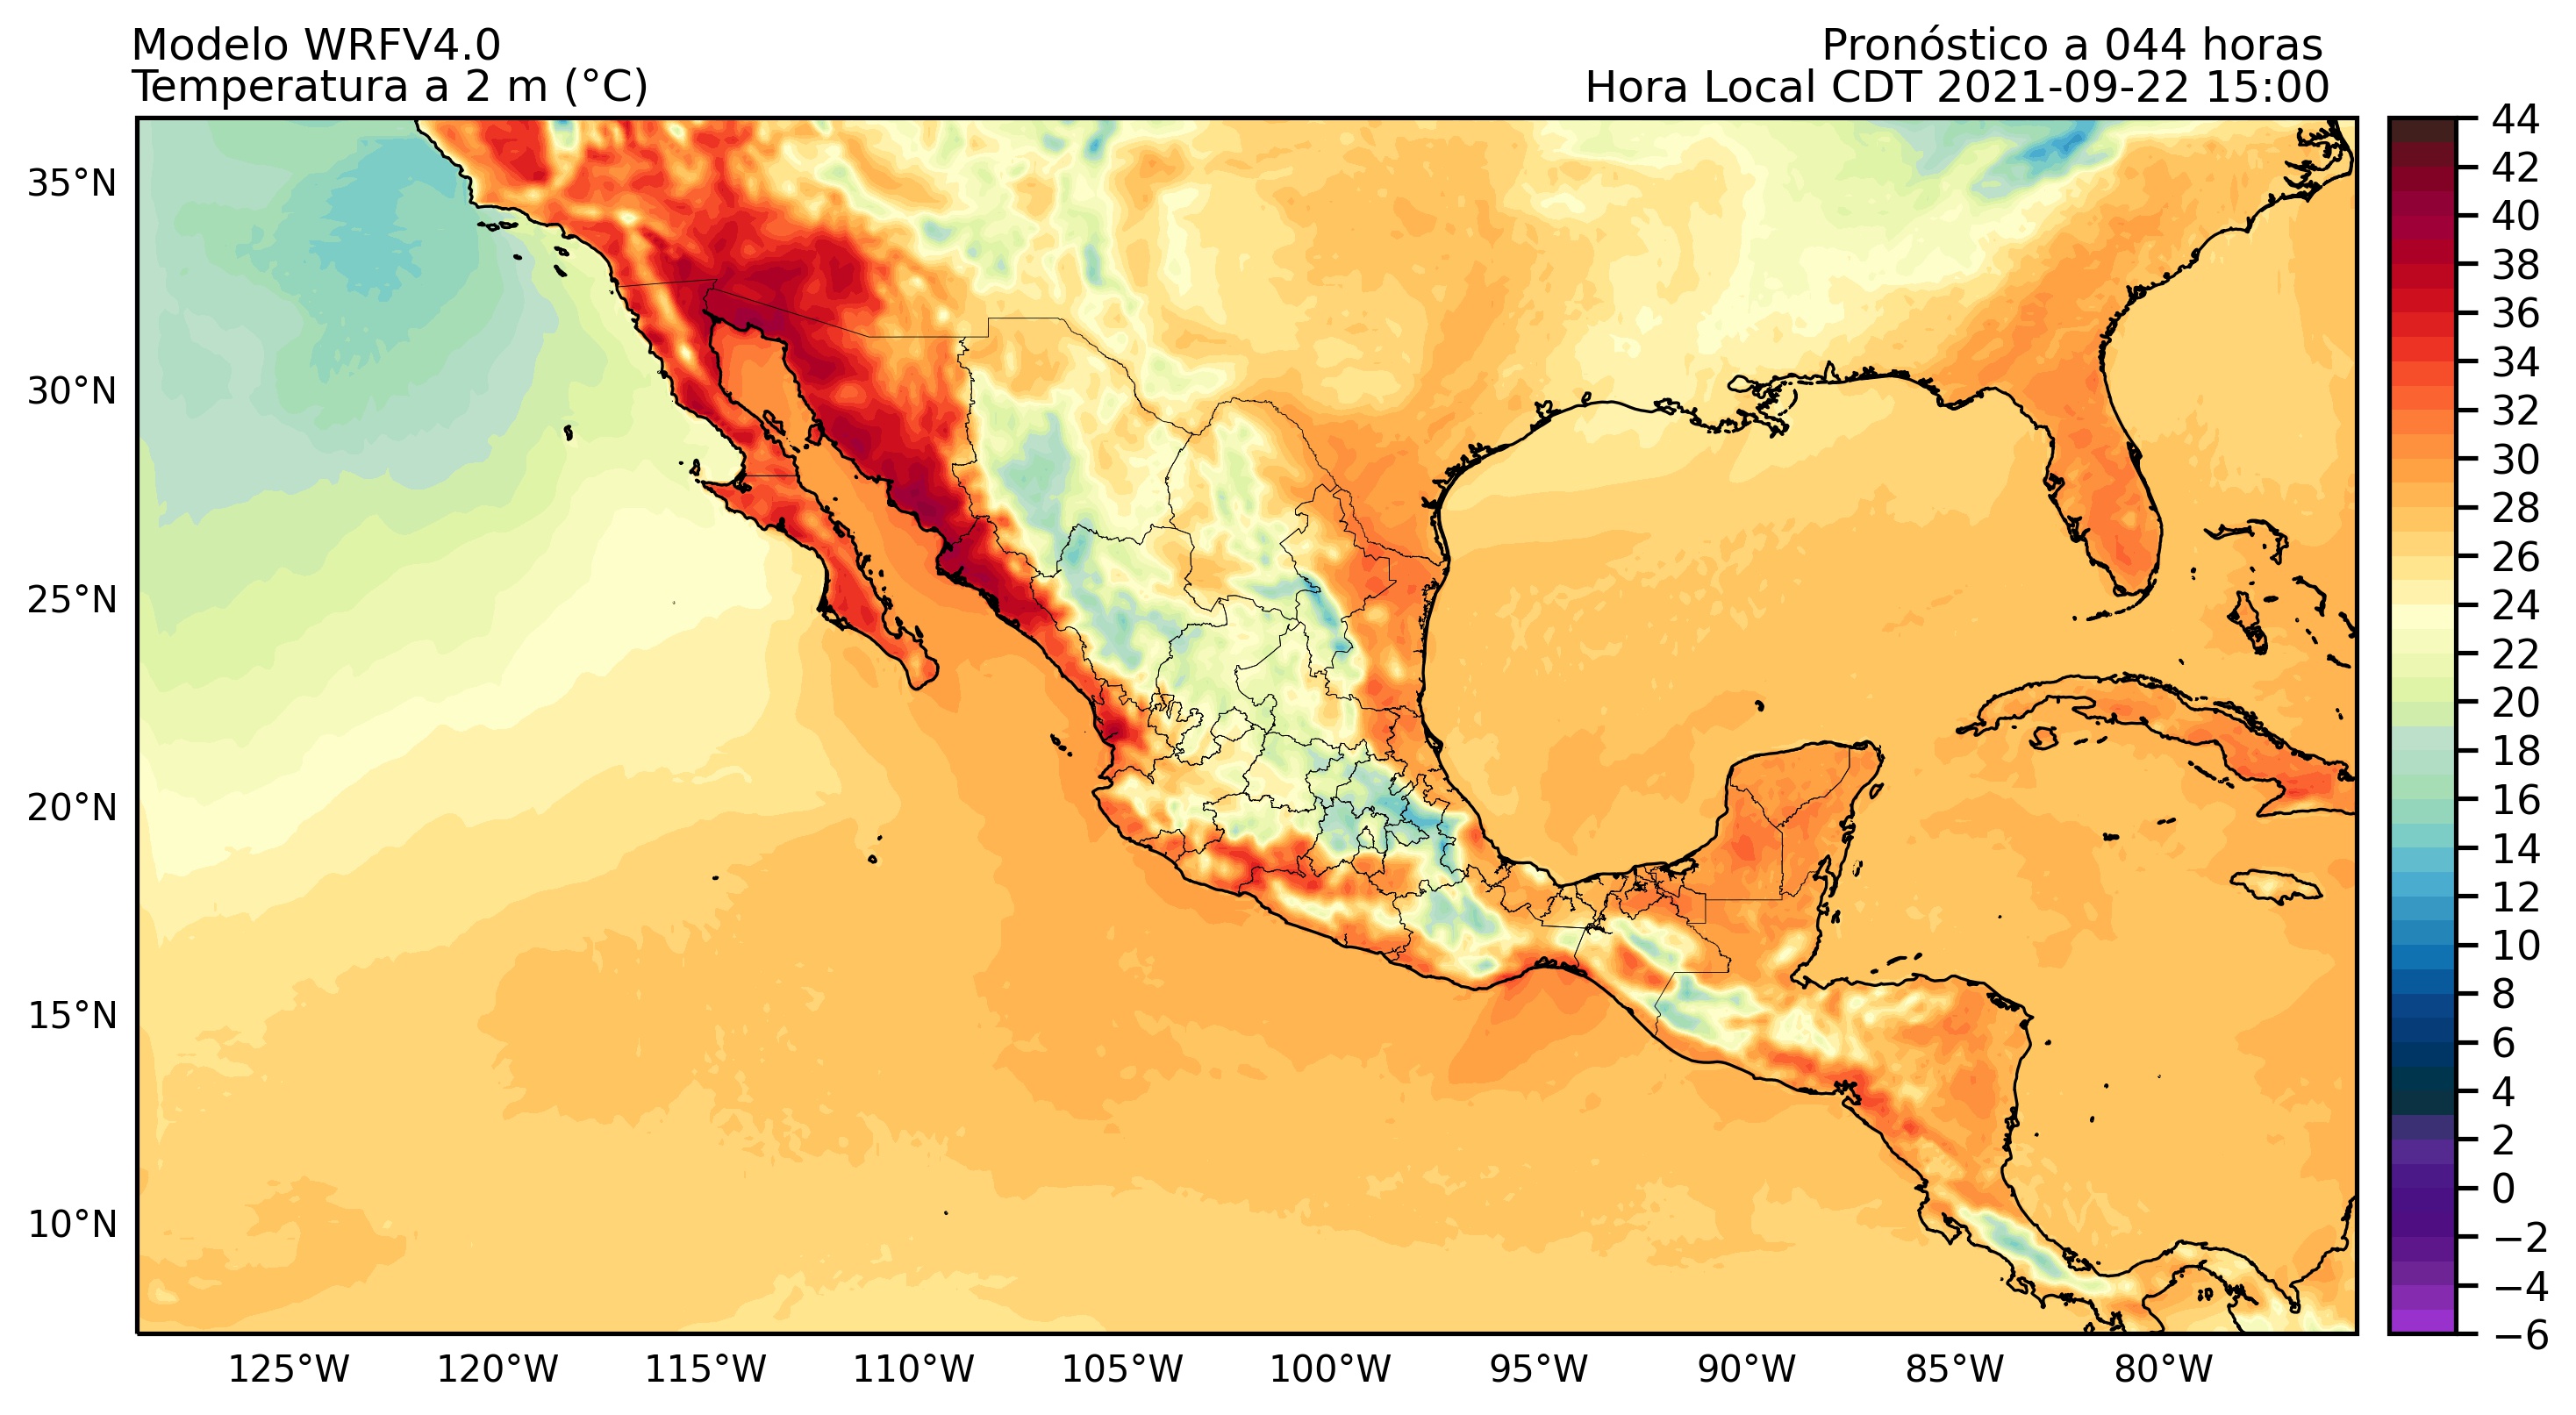 Modelo WRFV4.0
Temperatura a 2 m (°C)
Pronóstico a 044 horas
Hora Local CDT 2021-09-22 15:00
35°N
30°N
25°N
20°N
15°N
10°N
125°W
120°W
115°W
110°W
105°W
100°W
95°W
90°W
85°W
80°W
44
42
40
38
36
34
32
30
28
26
24
22
20
18
16
14
12
10
8
6
4
2
0
−2
−4
−6